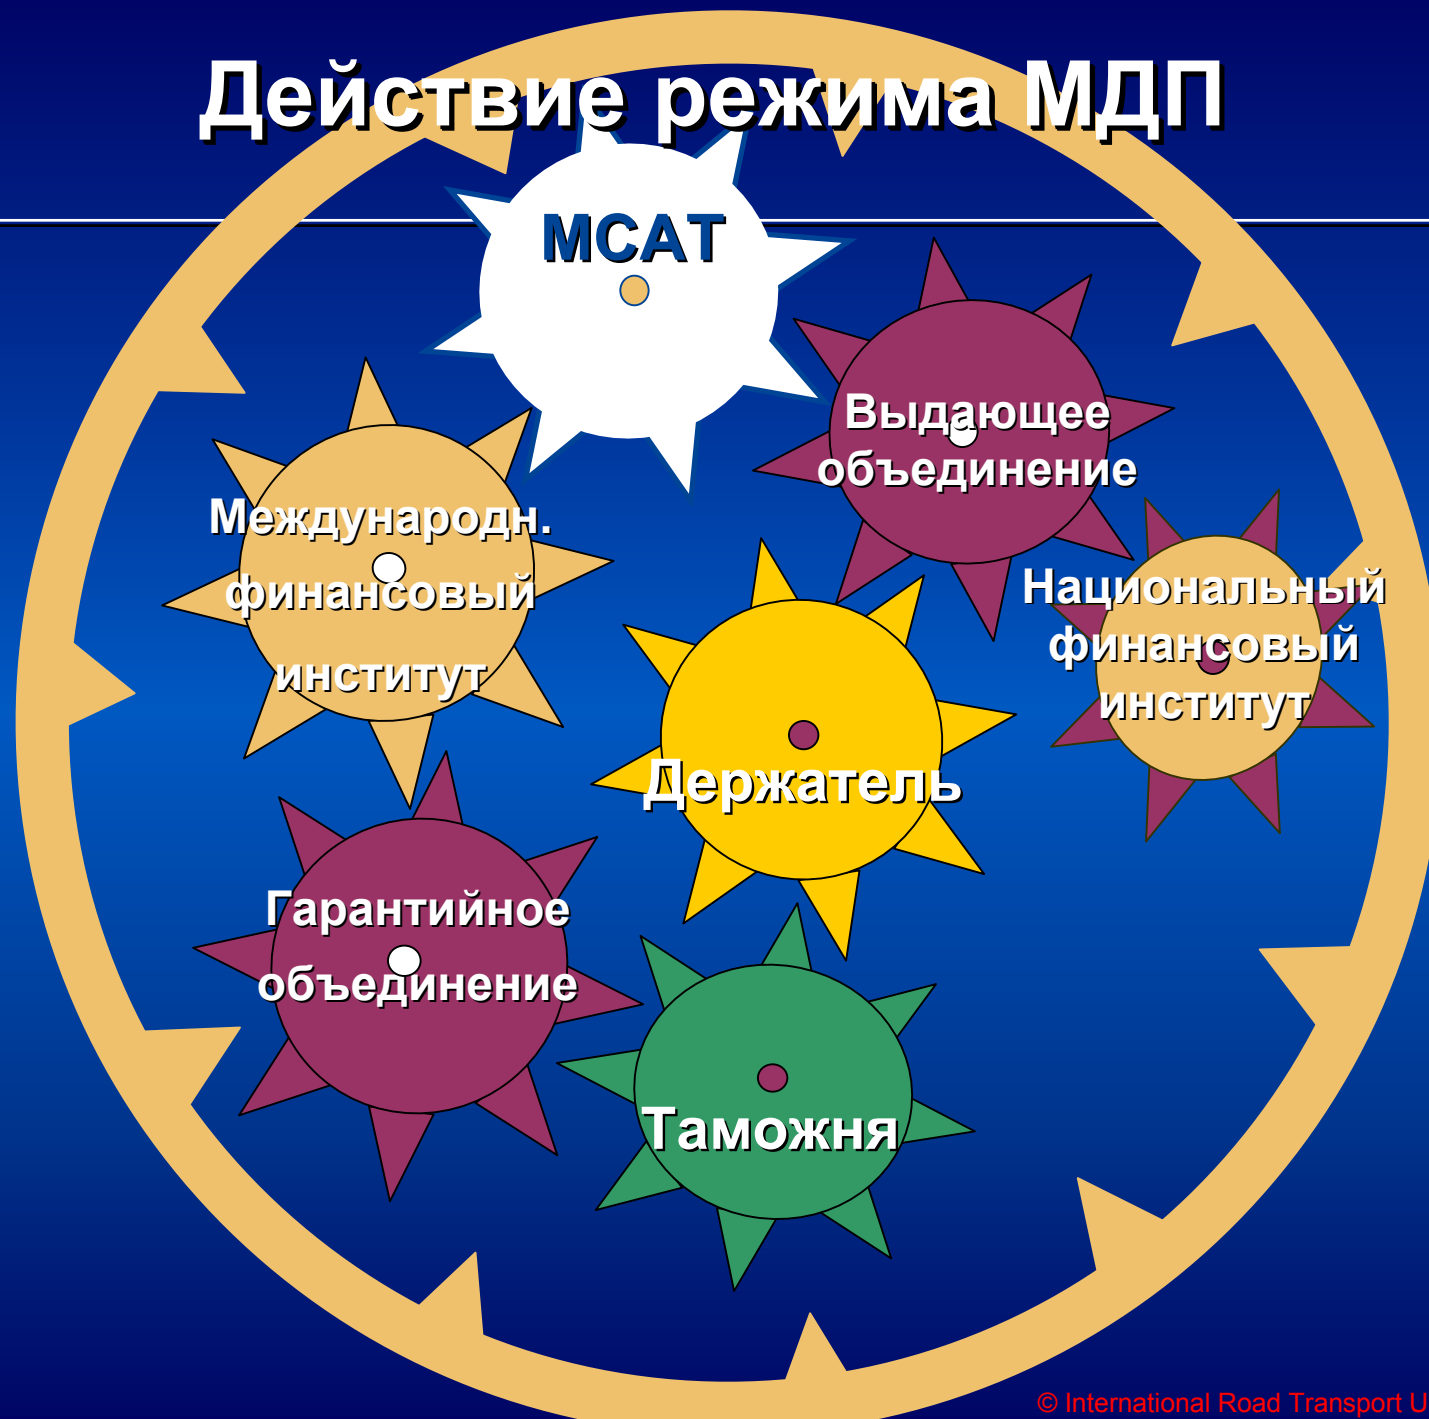 Действие режима МДП
МСАТ
Выдающее
объединение
Международн.
финансовый
институт
Национальный
финансовый
институт
Держатель
Гарантийное
объединение
Таможня
© International Road Transport U